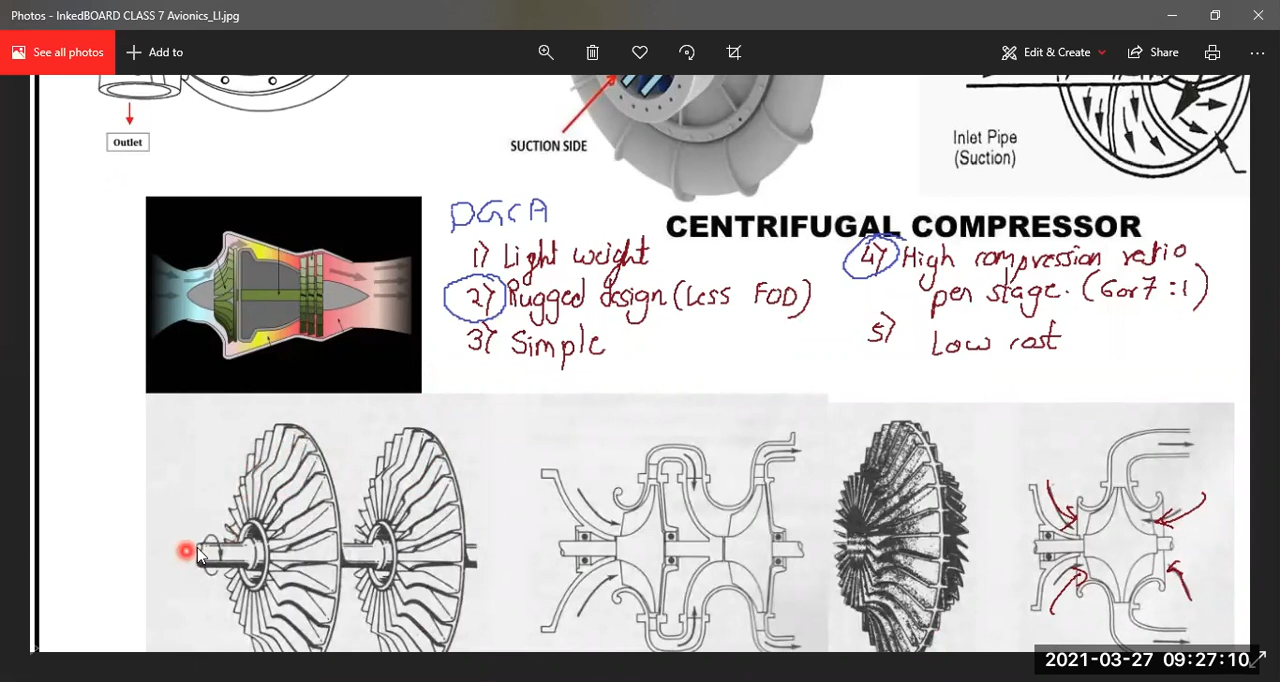 Photos - InkedBOARD CLASS 7 Avionics_LI.jpg
See all photos
Add to
Edit & Create
Share
Outlet
SUCTION SIDE
Inlet Pipe
(Suction)
DGCA
CENTRIFUGAL COMPRESSOR
1) Light weight
2) Rugged design (Less FOD)
3) Simple
4) High compression ratio
per stage. (6 or 7 : 1)
5) Low cost
2021-03-27 09:27:10